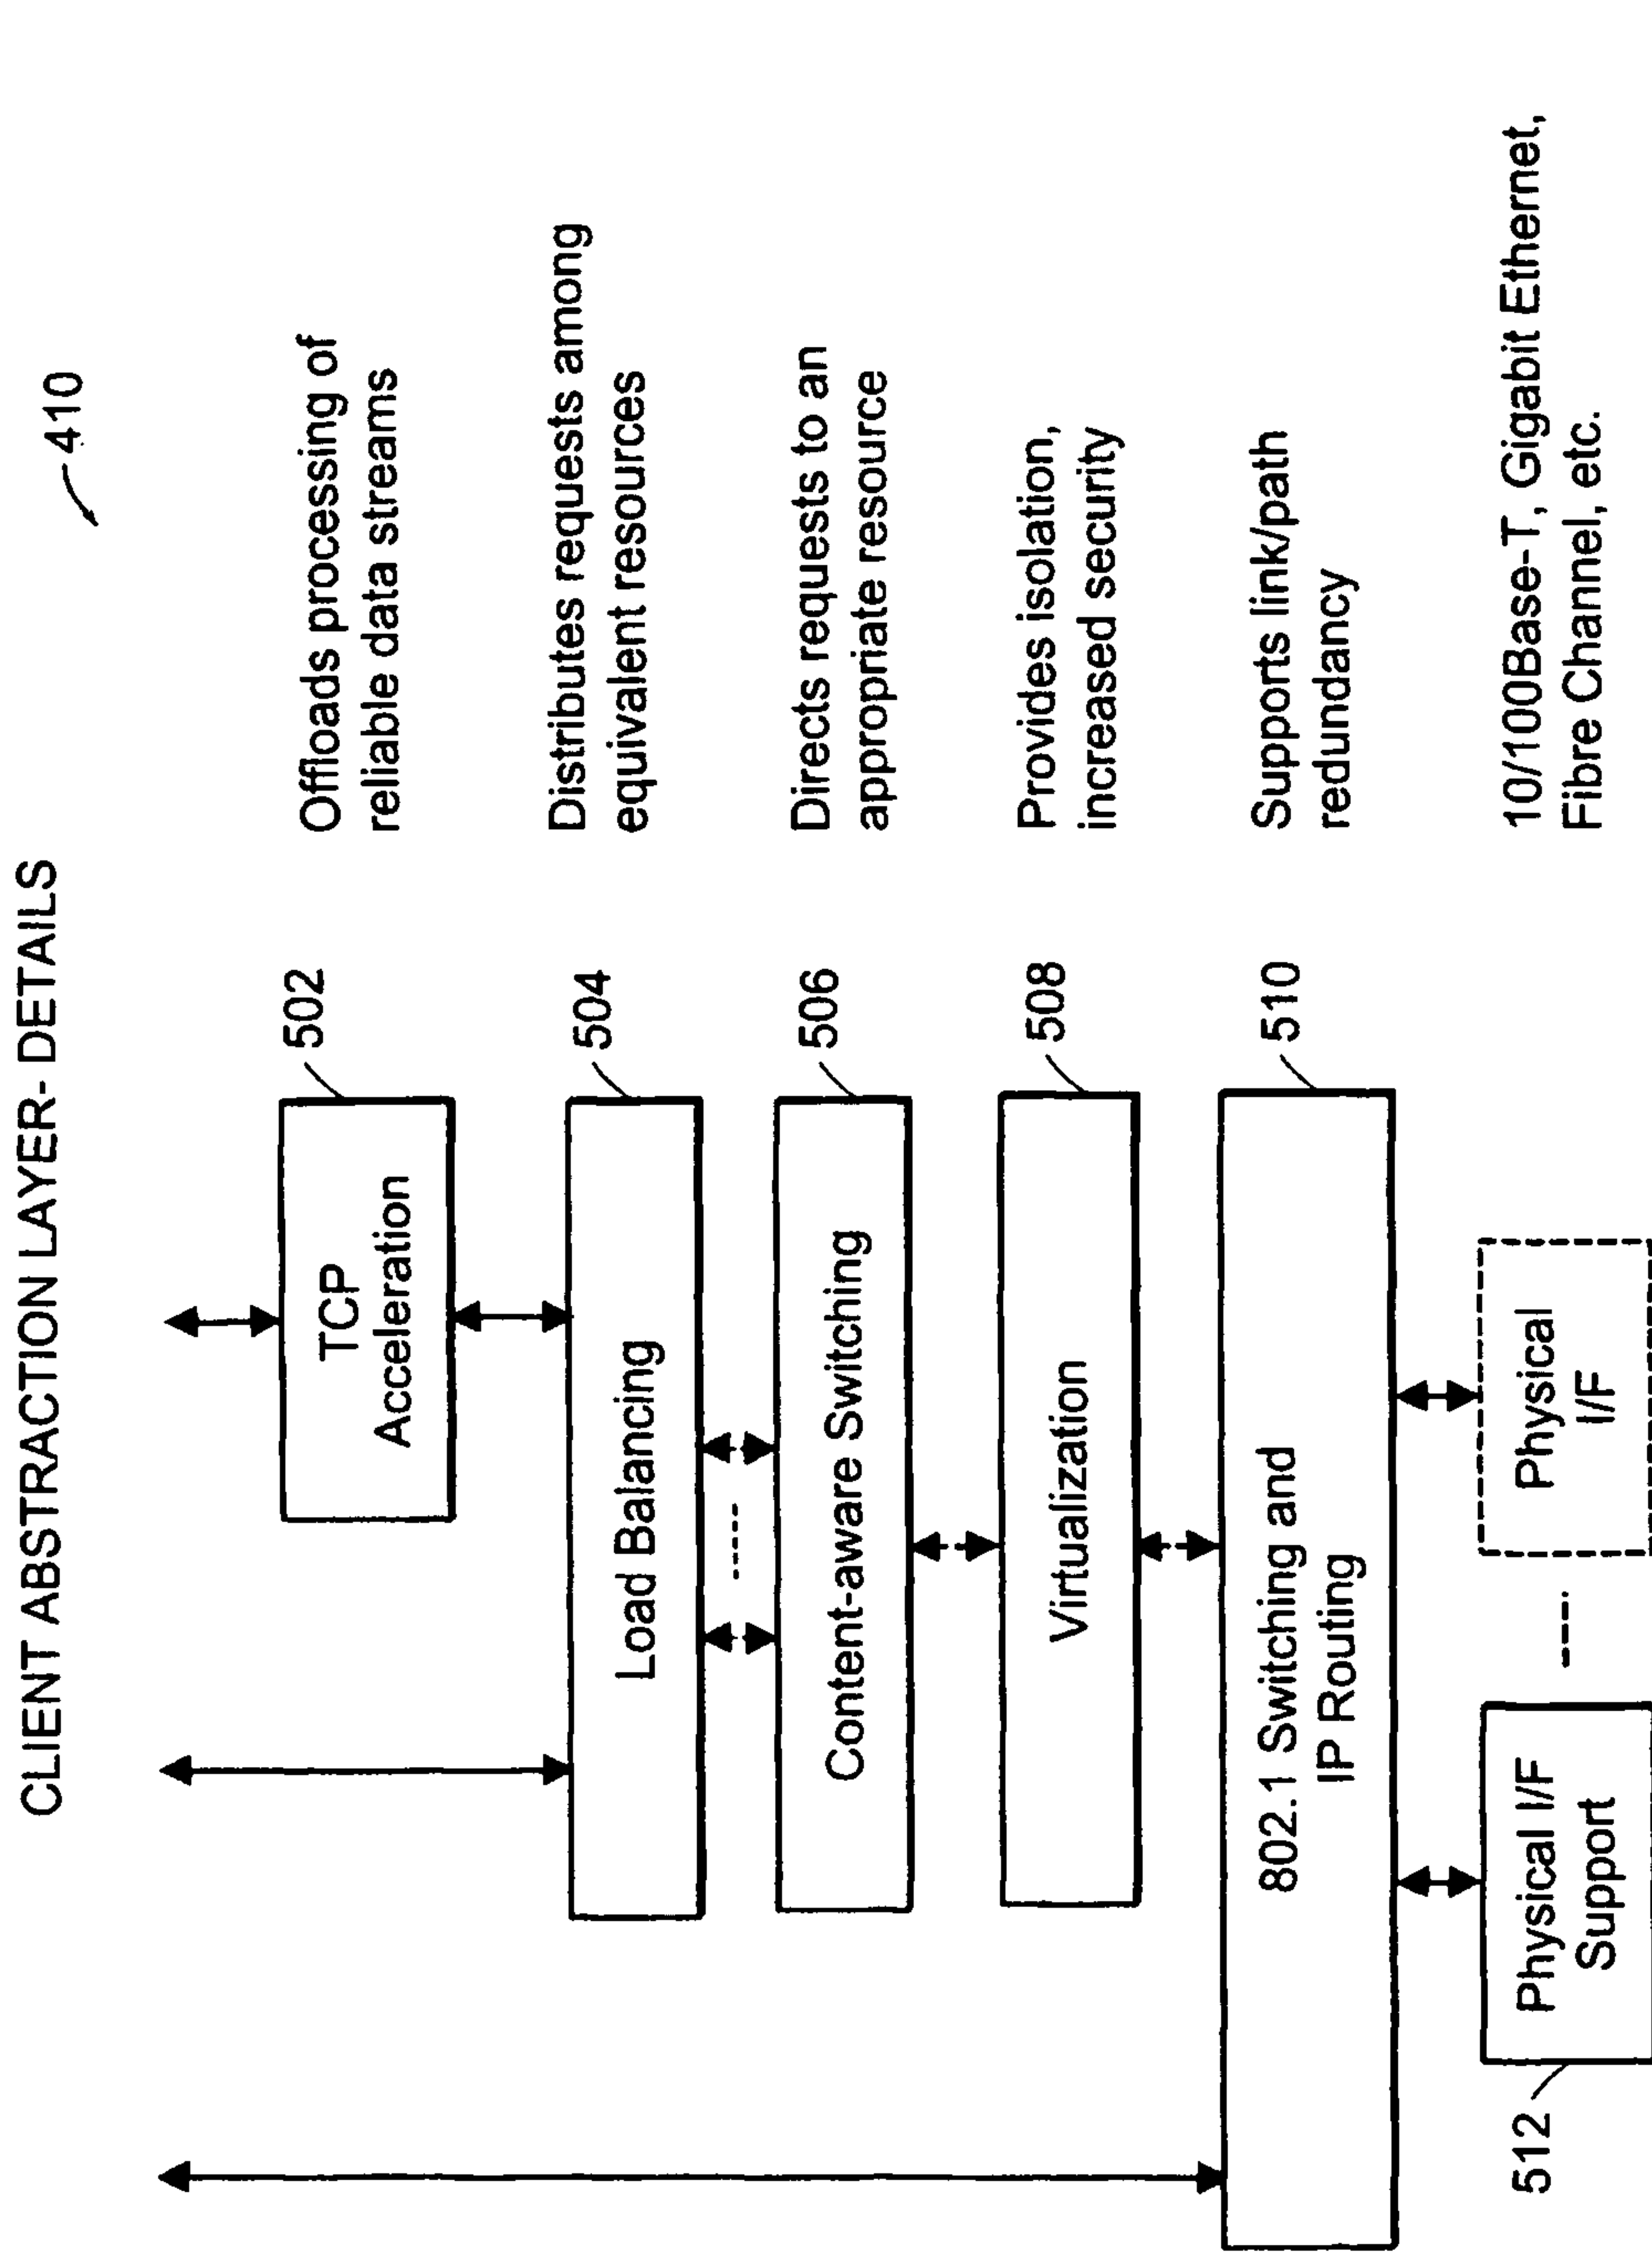 CLIENT ABSTRACTION LAYER- DETAILS
410
TCP
Acceleration
502
Offloads processing of
reliable data streams
Load Balancing
504
Distributes requests among
equivalent resources
Content-aware Switching
506
Directs requests to an
appropriate resource
Virtualization
508
Provides isolation,
increased security
802.1 Switching and
IP Routing
510
Supports link/path
redundancy
512
Physical I/F
Support
Physical
I/F
10/100Base-T, Gigabit Ethernet,
Fibre Channel, etc.